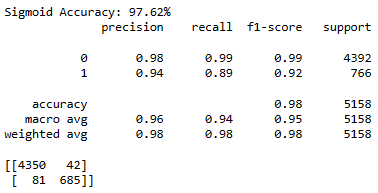 Sigmoid Accuracy: 97.62%
precision recall f1-score support
0 0.98 0.99 0.99 4392
1 0.94 0.89 0.92 766
accuracy 0.98 5158
macro avg 0.96 0.94 0.95 5158
weighted avg 0.98 0.98 0.98 5158
[[4350 42]
[ 81 685]]